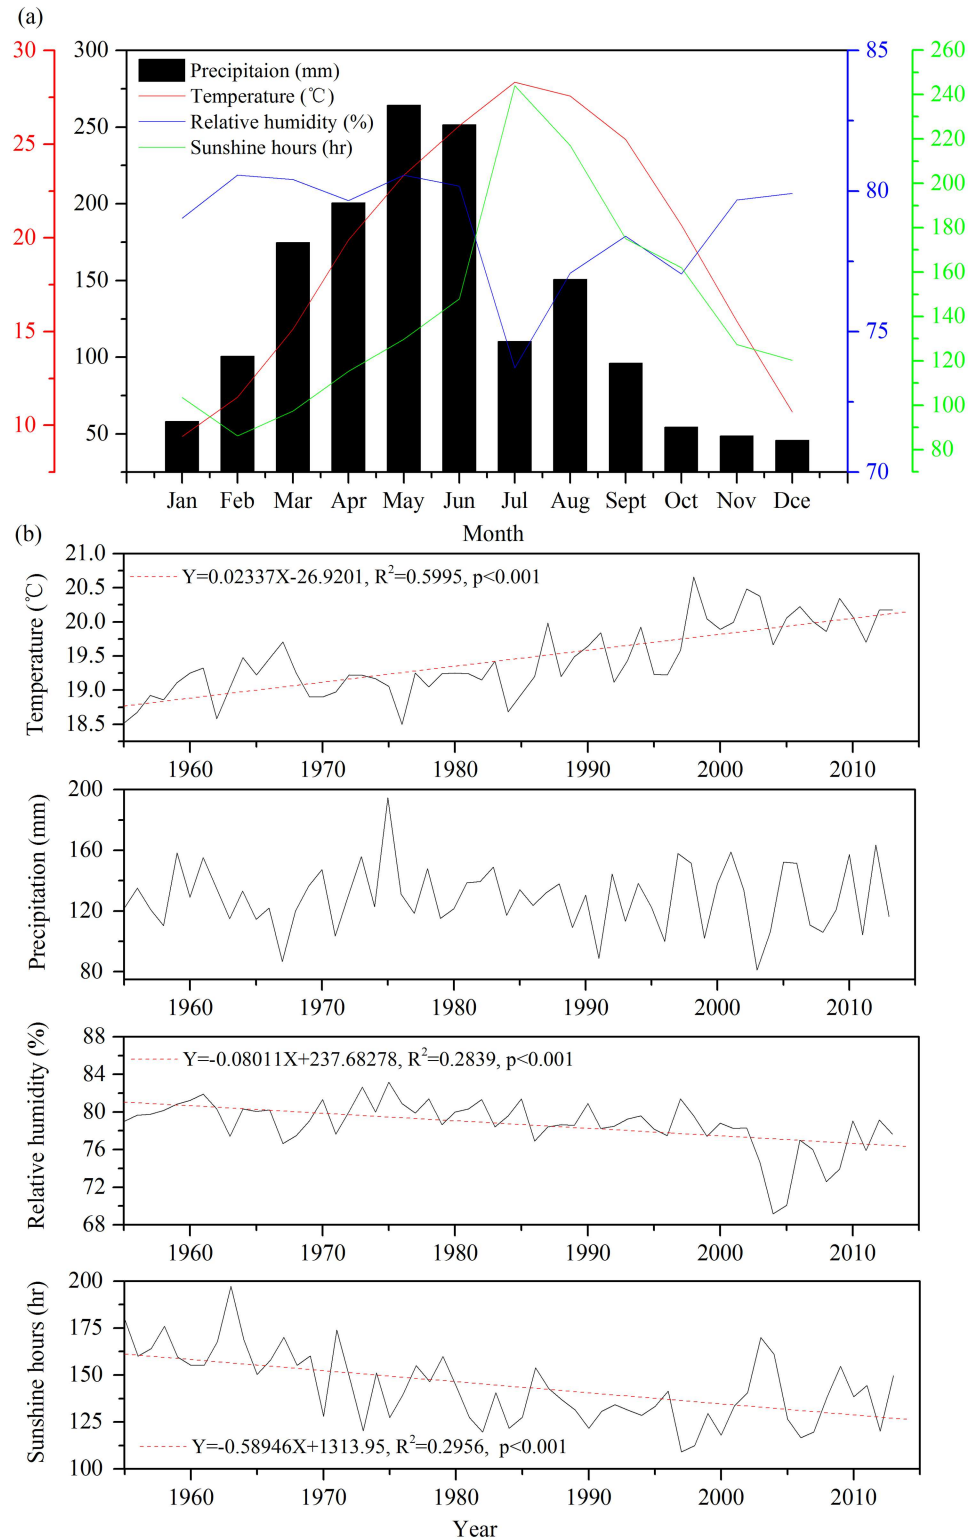 (a)
30
25
20
15
10
300
250
200
150
100
50
Precipitaion (mm)
Temperature (℃)
Relative humidity (%)
Sunshine hours (hr)
85
80
75
70
260
240
220
200
180
160
140
120
100
80
Jan Feb Mar Apr May Jun Jul Aug Sept Oct Nov Dce
Month
(b)
Temperature (℃)
21.0
20.5
20.0
19.5
19.0
18.5
Y=0.02337X-26.9201, R²=0.5995, p<0.001
1960 1970 1980 1990 2000 2010
Precipitation (mm)
200
160
120
80
1960 1970 1980 1990 2000 2010
Relative humidity (%)
88
84
80
76
72
68
Y=-0.08011X+237.68278, R²=0.2839, p<0.001
1960 1970 1980 1990 2000 2010
Sunshine hours (hr)
200
175
150
125
100
Y=-0.58946X+1313.95, R²=0.2956, p<0.001
1960 1970 1980 1990 2000 2010
Year